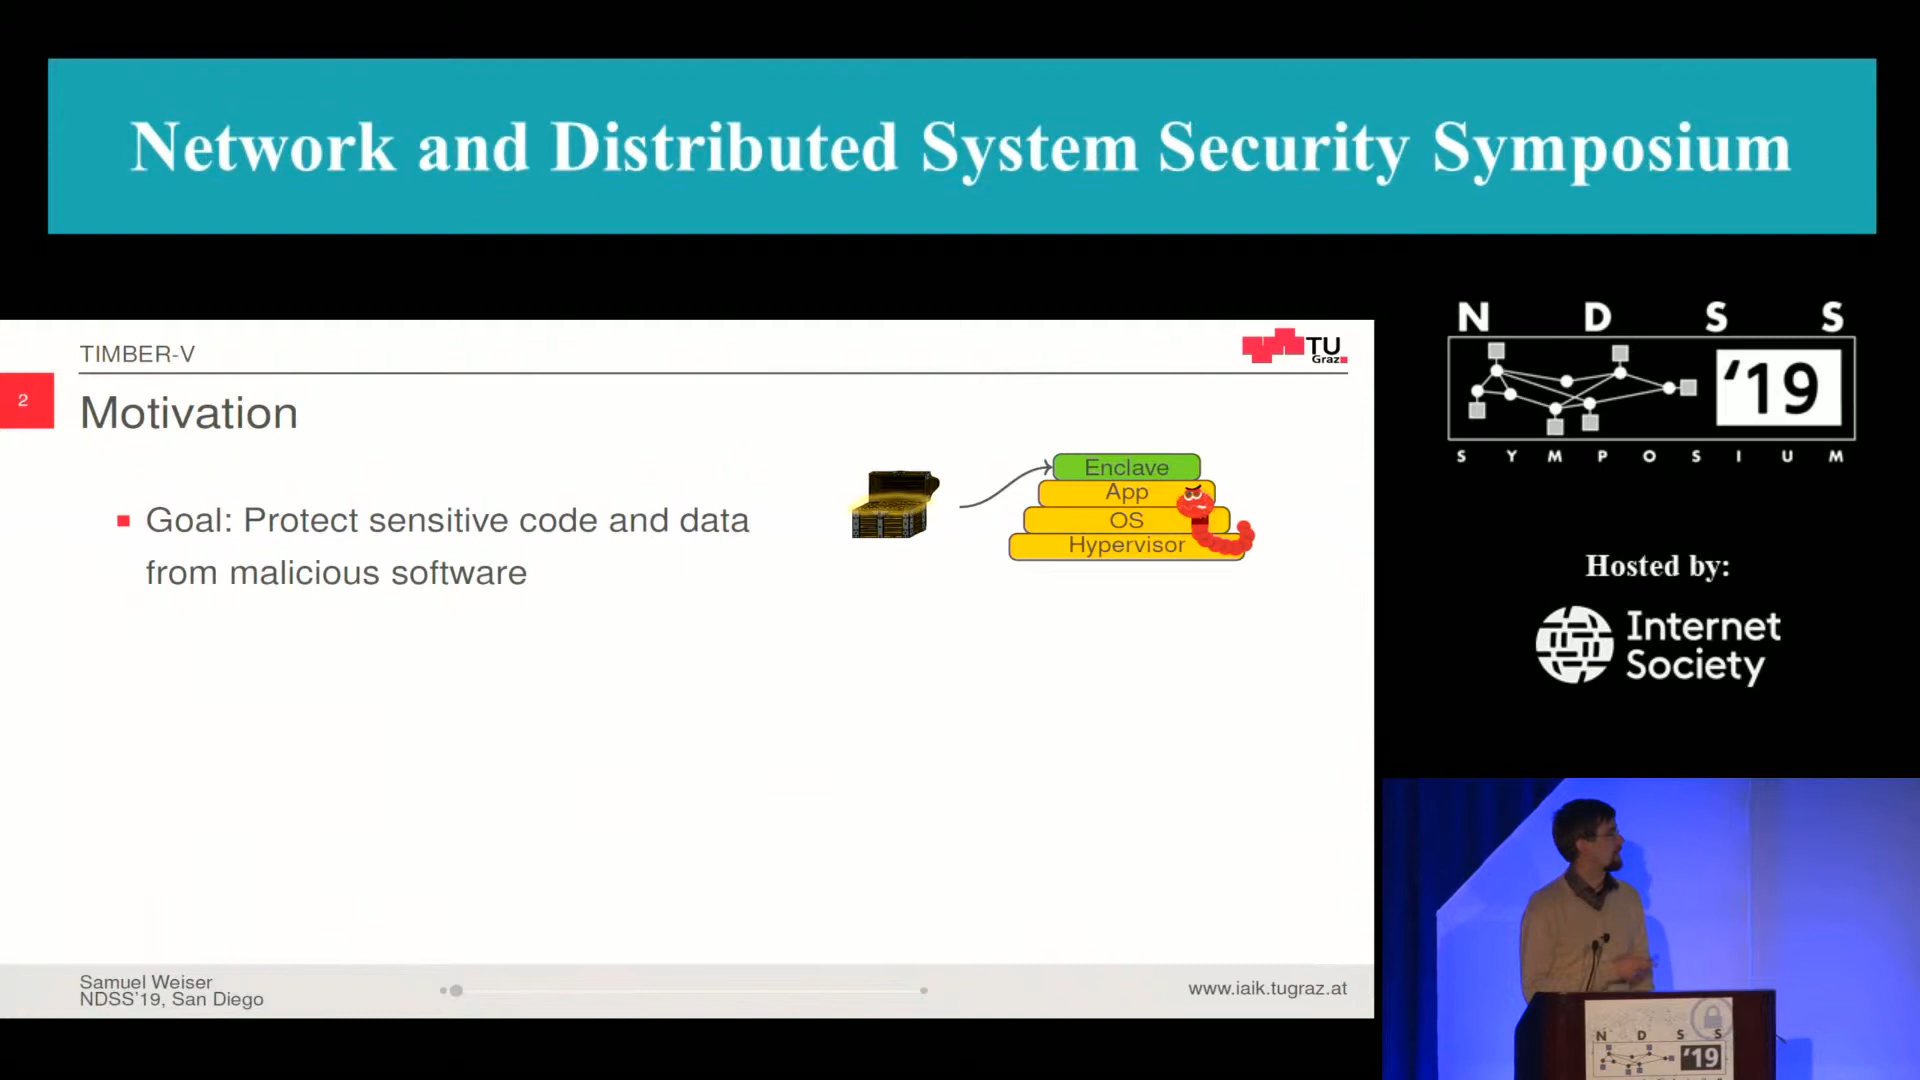 Network and Distributed System Security Symposium
N D S S
'19
S Y M P O S I U M
Hosted by:
Internet
Society
TIMBER-V
TU
Graz
2
Motivation
Goal: Protect sensitive code and data
from malicious software
Enclave
App
OS
Hypervisor
Samuel Weiser
NDSS'19, San Diego
www.iaik.tugraz.at
N D S S
'19